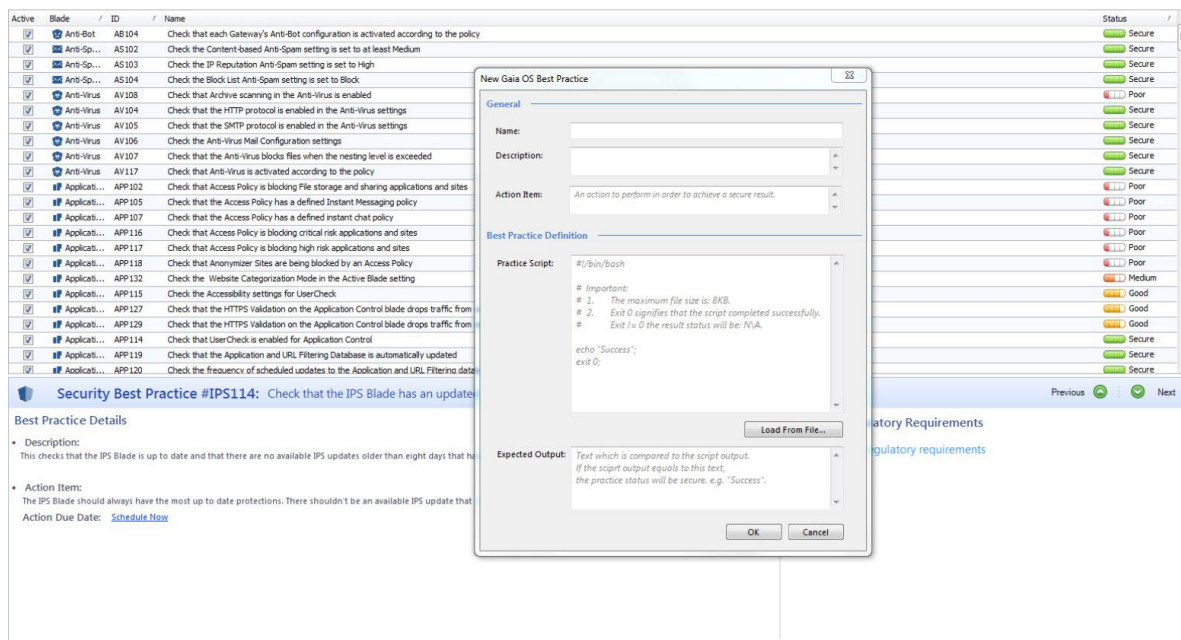 Active Blade / ID / Name Status /
Anti-Bot AB104 Check that each Gateway's Anti-Bot configuration is activated according to the policy Secure
Anti-Sp... AS102 Check the Content-based Anti-Spam setting is set to at least Medium Secure
Anti-Sp... AS103 Check the IP Reputation Anti-Spam setting is set to High Secure
Anti-Sp... AS104 Check the Block List Anti-Spam setting is set to Block Secure
Anti-Virus AV108 Check that Archive scanning in the Anti-Virus is enabled Poor
Anti-Virus AV104 Check that the HTTP protocol is enabled in the Anti-Virus settings Secure
Anti-Virus AV105 Check that the SMTP protocol is enabled in the Anti-Virus settings Secure
Anti-Virus AV106 Check the Anti-Virus Mail Configuration settings Secure
Anti-Virus AV107 Check that the Anti-Virus blocks files when the nesting level is exceeded Secure
Anti-Virus AV117 Check that Anti-Virus is activated according to the policy Secure
Applicati... APP102 Check that Access Policy is blocking File storage and sharing applications and sites Poor
Applicati... APP105 Check that the Access Policy has a defined Instant Messaging policy Poor
Applicati... APP107 Check that the Access Policy has a defined instant chat policy Poor
Applicati... APP116 Check that Access Policy is blocking critical risk applications and sites Poor
Applicati... APP117 Check that Access Policy is blocking high risk applications and sites Poor
Applicati... APP118 Check that Anonymizer Sites are being blocked by an Access Policy Poor
Applicati... APP132 Check the Website Categorization Mode in the Active Blade setting Medium
Applicati... APP115 Check the Accessibility settings for UserCheck Good
Applicati... APP127 Check that the HTTPS Validation on the Application Control blade drops traffic from Good
Applicati... APP129 Check that the HTTPS Validation on the Application Control blade drops traffic from Good
Applicati... APP114 Check that UserCheck is enabled for Application Control Secure
Applicati... APP119 Check that the Application and URL Filtering Database is automatically updated Secure
Applicati... APP120 Check the frequency of scheduled updates to the Application and URL Filtering data Secure
Security Best Practice #IPS114: Check that the IPS Blade has an update Previous Next
Best Practice Details
• Description:
This checks that the IPS Blade is up to date and that there are no available IPS updates older than eight days that ha
• Action Item:
The IPS Blade should always have the most up to date protections. There shouldn't be an available IPS update that
Action Due Date: Schedule Now
atory Requirements
egulatory requirements
New Gaia OS Best Practice
General
Name:
Description:
Action Item: An action to perform in order to achieve a secure result.
Best Practice Definition
Practice Script: #!/bin/bash
# Important:
# 1. The maximum file size is: 8KB.
# 2. Exit 0 signifies that the script completed successfully.
# Exit != 0 the result status will be: N\A.
echo "Success";
exit 0;
Load From File...
Expected Output: Text which is compared to the script output.
If the sciprt output equals to this text,
the practice status will be secure. e.g. "Success".
OK Cancel